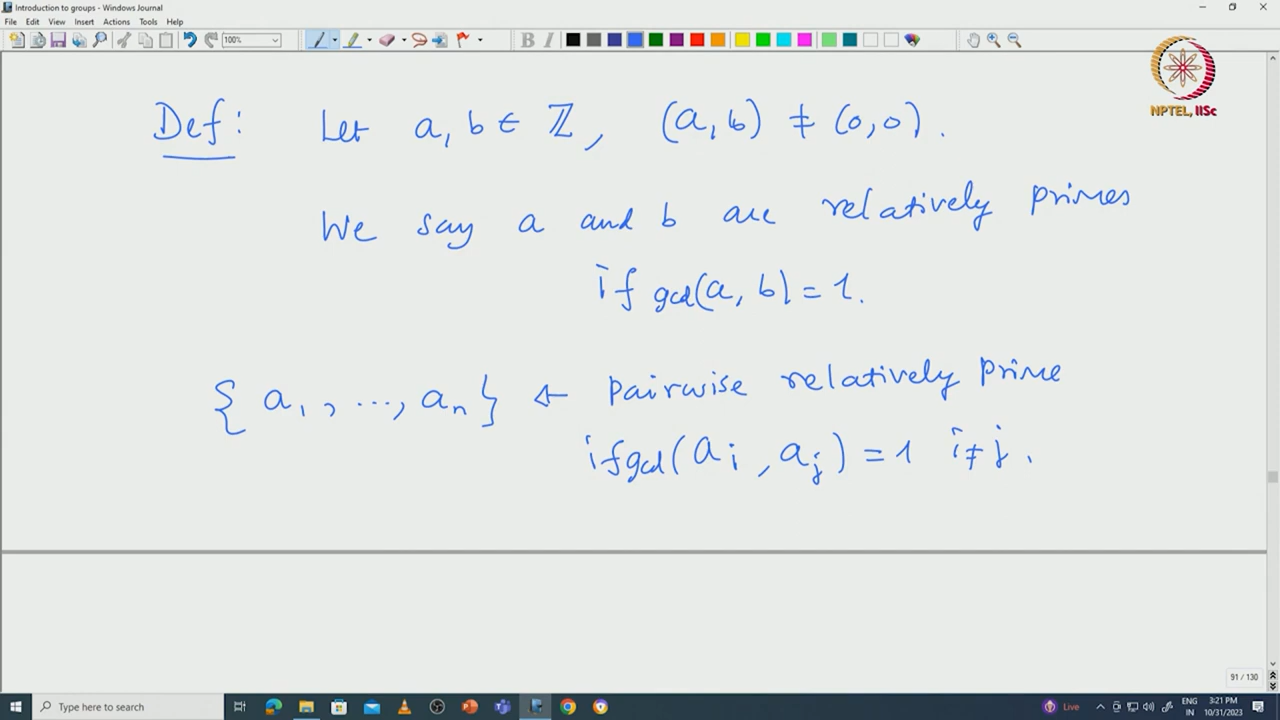 Introduction to groups - Windows Journal
File Edit View Insert Actions Tools Help
100%
B I
NPTEL, IISc
Def: Let a, b ∈ ℤ, (a, b) ≠ (0, 0).
We say a and b are relatively primes
if gcd(a, b) = 1.
{ a₁, ..., aₙ } ← pairwise relatively prime
if gcd(aᵢ, aⱼ) = 1 i ≠ j.
91 / 130
Type here to search
Live
ENG
IN
3:21 PM
10/31/2023